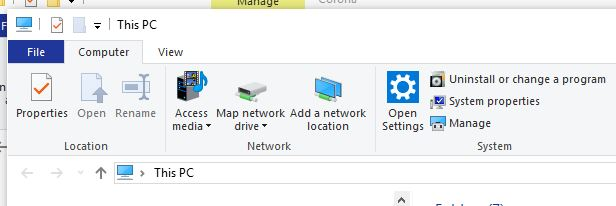 Manage
This PC
File
Computer
View
Properties
Open
Rename
Access media
Map network drive
Add a network location
Open Settings
Uninstall or change a program
System properties
Manage
Location
Network
System
This PC